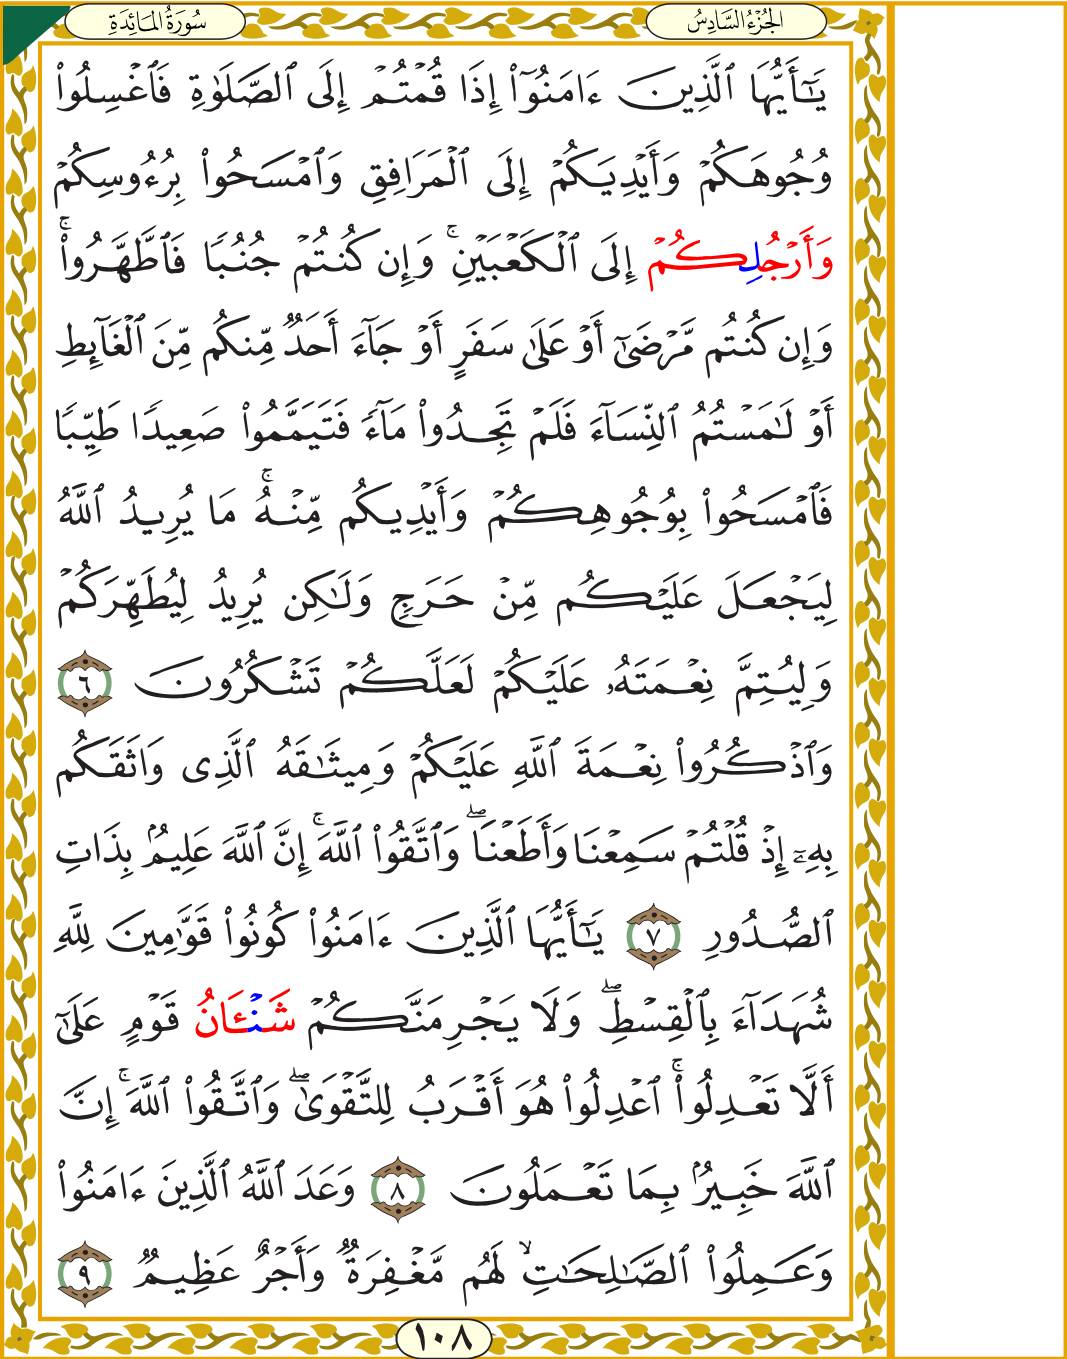 الجُزْءُ السَّادِسُ
سُورَةُ المَائِدَةِ
يَٰٓأَيُّهَا ٱلَّذِينَ ءَامَنُوٓا۟ إِذَا قُمْتُمْ إِلَى ٱلصَّلَوٰةِ فَٱغْسِلُوا۟
وُجُوهَكُمْ وَأَيْدِيَكُمْ إِلَى ٱلْمَرَافِقِ وَٱمْسَحُوا۟ بِرُءُوسِكُمْ
وَأَرْجُلِكُمْ إِلَى ٱلْكَعْبَيْنِ ۚ وَإِن كُنتُمْ جُنُبًا فَٱطَّهَّرُوا۟ ۚ
وَإِن كُنتُم مَّرْضَىٰٓ أَوْ عَلَىٰ سَفَرٍ أَوْ جَآءَ أَحَدٌ مِّنكُم مِّنَ ٱلْغَآئِطِ
أَوْ لَٰمَسْتُمُ ٱلنِّسَآءَ فَلَمْ تَجِدُوا۟ مَآءً فَتَيَمَّمُوا۟ صَعِيدًا طَيِّبًا
فَٱمْسَحُوا۟ بِوُجُوهِكُمْ وَأَيْدِيكُم مِّنْهُ ۚ مَا يُرِيدُ ٱللَّهُ
لِيَجْعَلَ عَلَيْكُم مِّنْ حَرَجٍ وَلَٰكِن يُرِيدُ لِيُطَهِّرَكُمْ
وَلِيُتِمَّ نِعْمَتَهُۥ عَلَيْكُمْ لَعَلَّكُمْ تَشْكُرُونَ ٦
وَٱذْكُرُوا۟ نِعْمَةَ ٱللَّهِ عَلَيْكُمْ وَمِيثَٰقَهُ ٱلَّذِى وَاثَقَكُم
بِهِۦٓ إِذْ قُلْتُمْ سَمِعْنَا وَأَطَعْنَا ۖ وَٱتَّقُوا۟ ٱللَّهَ ۚ إِنَّ ٱللَّهَ عَلِيمٌۢ بِذَاتِ
ٱلصُّدُورِ ٧ يَٰٓأَيُّهَا ٱلَّذِينَ ءَامَنُوا۟ كُونُوا۟ قَوَّٰمِينَ لِلَّهِ
شُهَدَآءَ بِٱلْقِسْطِ ۖ وَلَا يَجْرِمَنَّكُمْ شَنْـَٔانُ قَوْمٍ عَلَىٰٓ
أَلَّا تَعْدِلُوا۟ ۚ ٱعْدِلُوا۟ هُوَ أَقْرَبُ لِلتَّقْوَىٰ ۖ وَٱتَّقُوا۟ ٱللَّهَ ۚ إِنَّ
ٱللَّهَ خَبِيرٌۢ بِمَا تَعْمَلُونَ ٨ وَعَدَ ٱللَّهُ ٱلَّذِينَ ءَامَنُوا۟
وَعَمِلُوا۟ ٱلصَّٰلِحَٰتِ ۙ لَهُم مَّغْفِرَةٌ وَأَجْرٌ عَظِيمٌ ٩
١٠٨